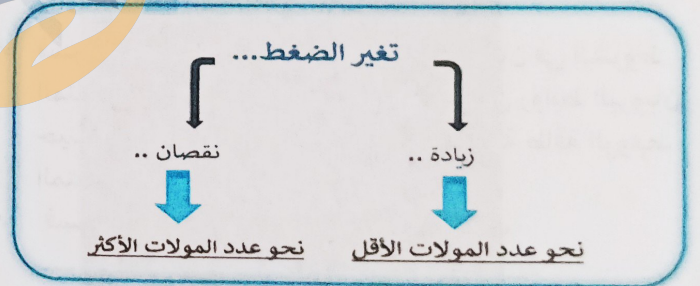 تغير الضغط...
زيادة .. نقصان ..
نحو عدد المولات الأقل نحو عدد المولات الأكثر